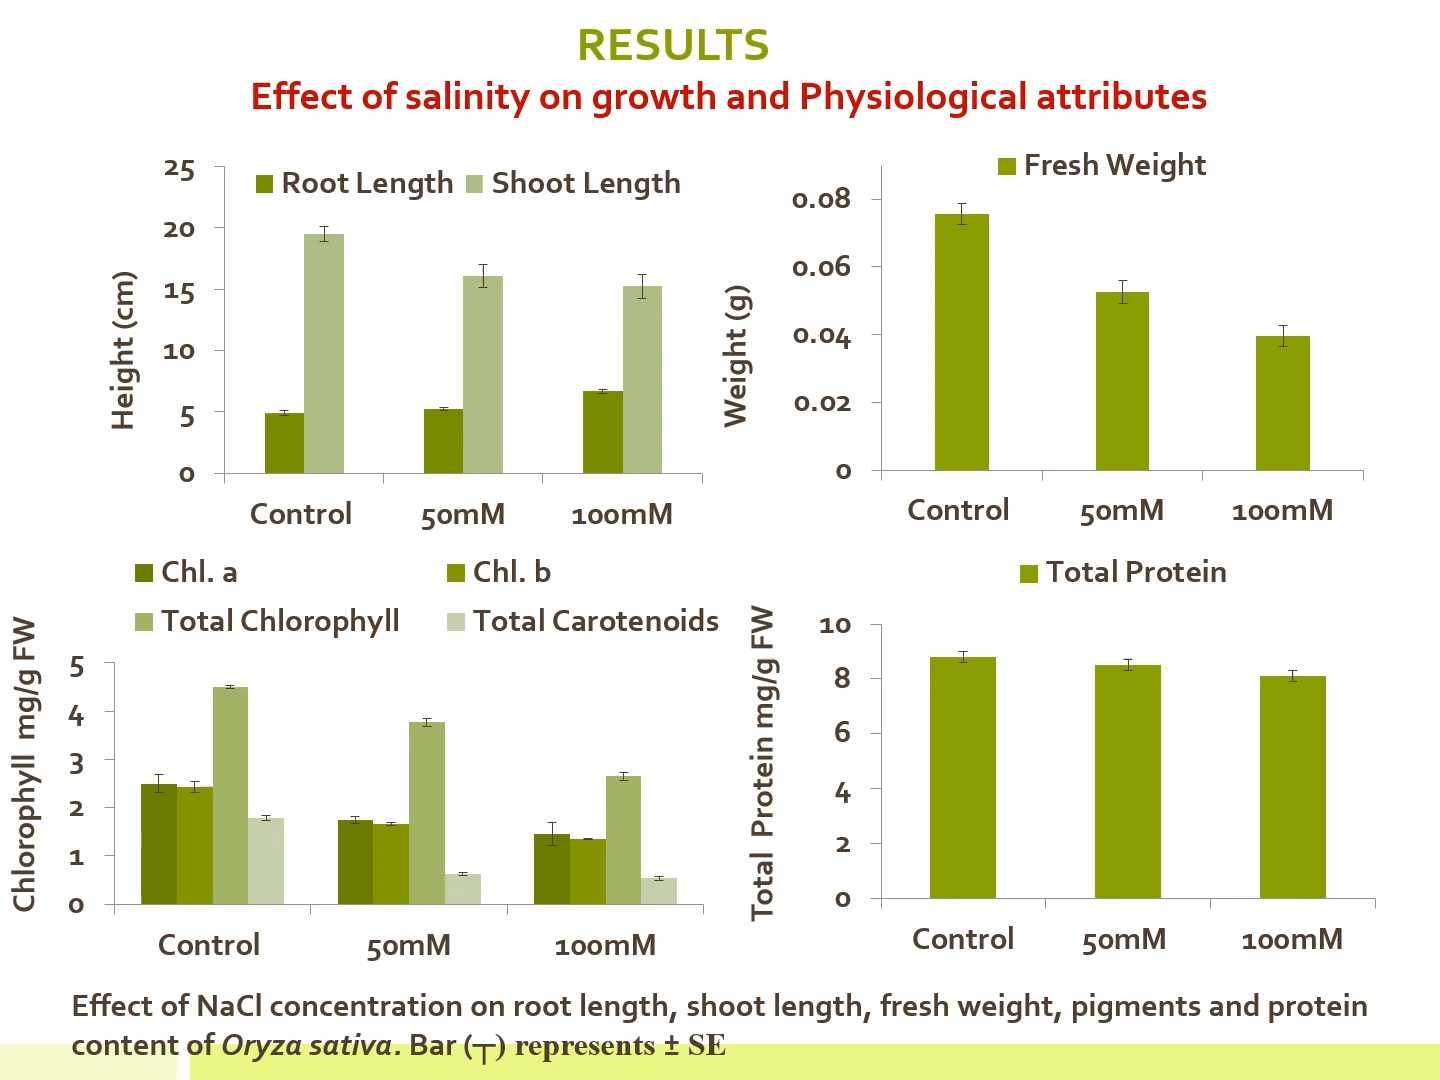 RESULTS
Effect of salinity on growth and Physiological attributes
Height (cm)
25
20
15
10
5
0
Root Length Shoot Length
Control 50mM 100mM
Weight (g)
0.08
0.06
0.04
0.02
0
Fresh Weight
Control 50mM 100mM
Chl. a Chl. b
Total Chlorophyll Total Carotenoids
Chlorophyll mg/g FW
5
4
3
2
1
0
Control 50mM 100mM
Total Protein
Total Protein mg/g FW
10
8
6
4
2
0
Control 50mM 100mM
Effect of NaCl concentration on root length, shoot length, fresh weight, pigments and protein
content of Oryza sativa. Bar (┬) represents ± SE